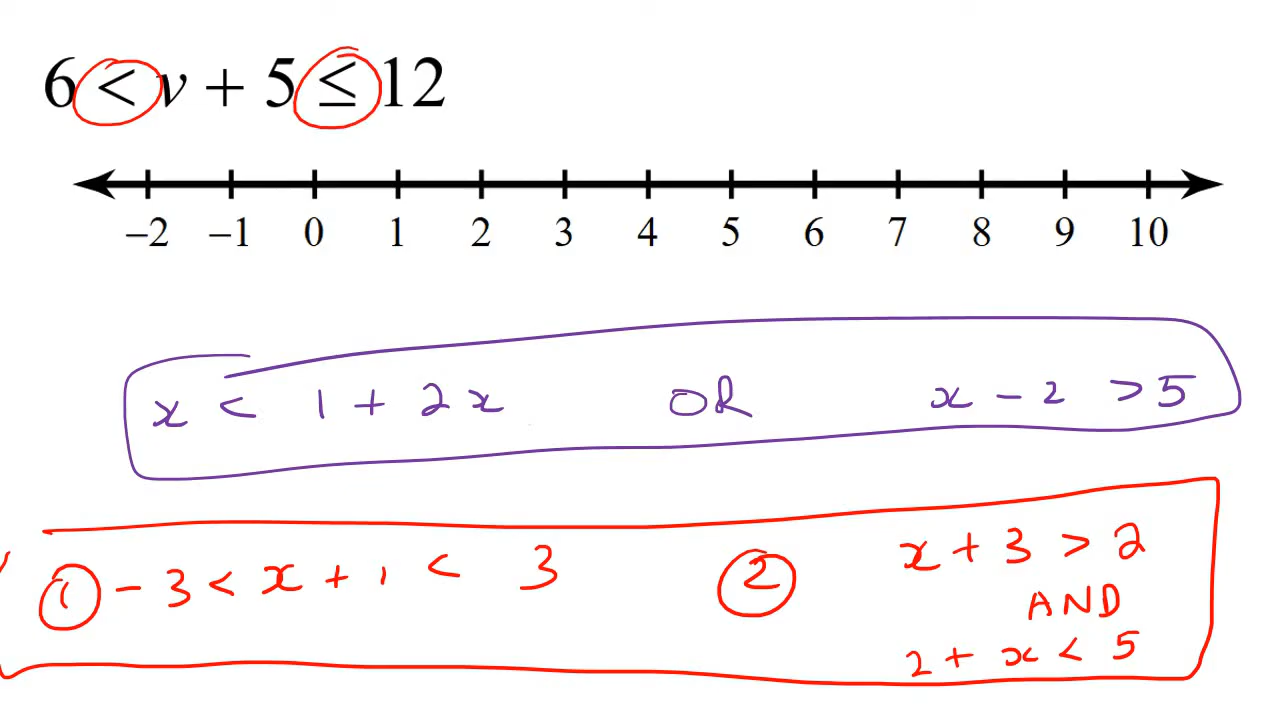 6 < v + 5 ≤ 12
−2 −1 0 1 2 3 4 5 6 7 8 9 10
x < 1 + 2x OR x - 2 > 5
① - 3 < x + 1 < 3 ② x + 3 > 2
AND
2 + x < 5